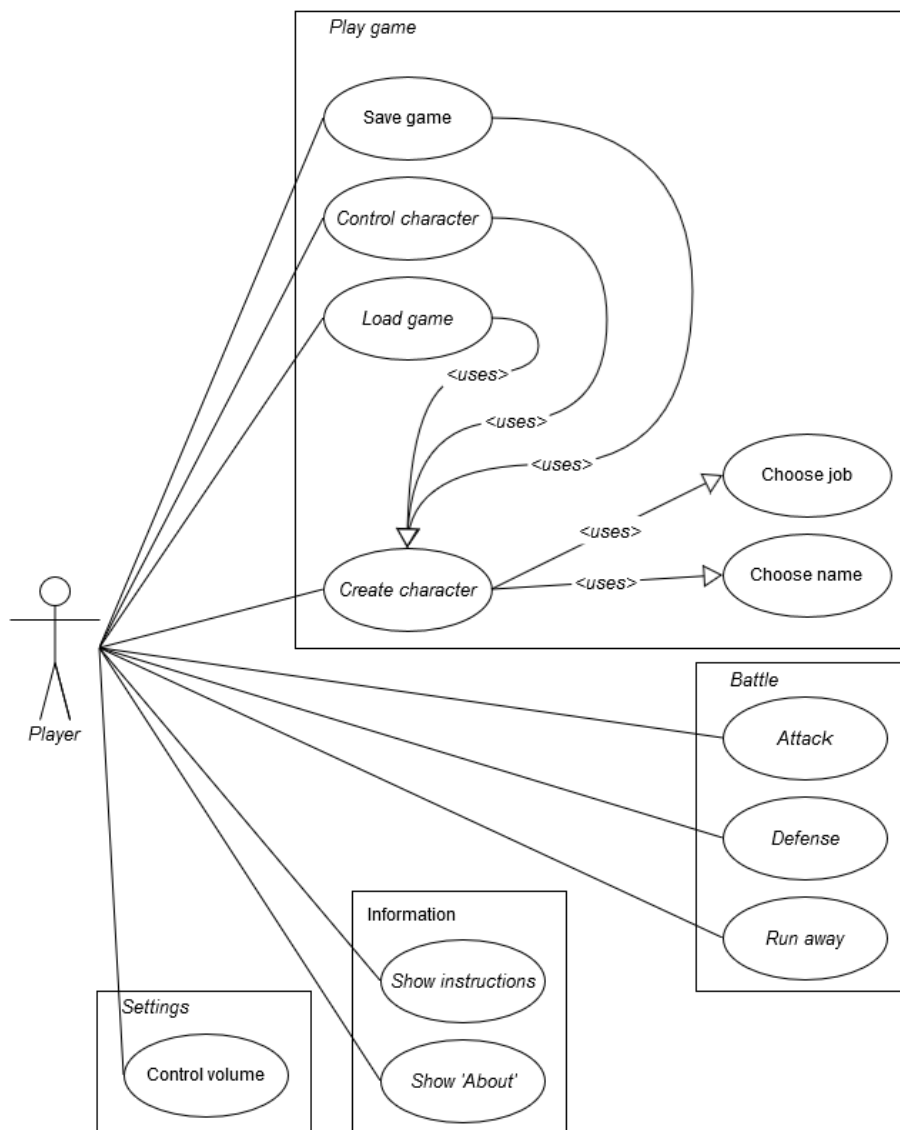 Play game
Save game
Control character
Load game
<uses>
<uses>
<uses>
Choose job
<uses>
Create character
<uses>
Choose name
Player
Battle
Attack
Defense
Run away
Information
Show instructions
Show 'About'
Settings
Control volume